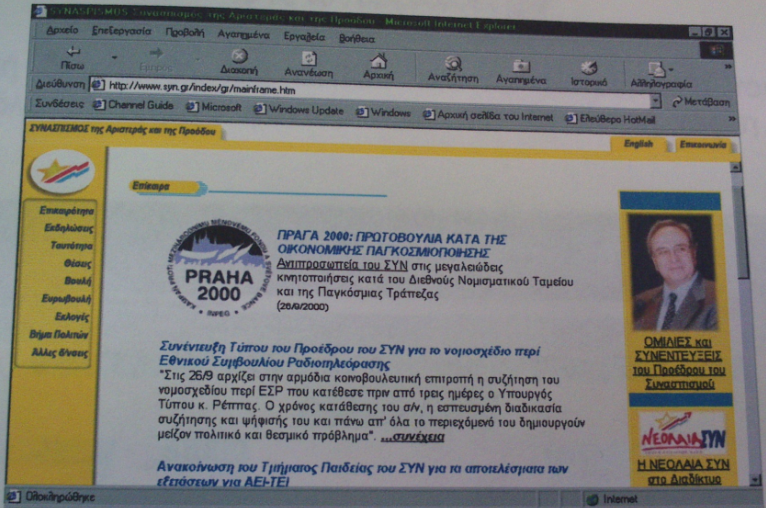 SYNASPISMOS Συνασπισμός της Αριστεράς και της Προόδου - Microsoft Internet Explorer
Αρχείο Επεξεργασία Προβολή Αγαπημένα Εργαλεία Βοήθεια
Πίσω Εμπρός Διακοπή Ανανέωση Αρχική Αναζήτηση Αγαπημένα Ιστορικό Αλληλογραφία
Διεύθυνση http://www.syn.gr/index/gr/mainframe.htm Μετάβαση
Συνδέσεις Channel Guide Microsoft Windows Update Windows Αρχική σελίδα του Internet Ελεύθερο HotMail
ΣΥΝΑΣΠΙΣΜΟΣ της Αριστεράς και της Προόδου English Επικοινωνία
Επικαιρότητα
Εκδηλώσεις
Ταυτότητα
Θέσεις
Βουλή
Ευρωβουλή
Εκλογές
Βήμα Πολιτών
Άλλες δ/νσεις
Επίκαιρα
PRAHA
2000
INPEG
ΠΡΑΓΑ 2000: ΠΡΩΤΟΒΟΥΛΙΑ ΚΑΤΑ ΤΗΣ
ΟΙΚΟΝΟΜΙΚΗΣ ΠΑΓΚΟΣΜΙΟΠΟΙΗΣΗΣ
Αντιπροσωπεία του ΣΥΝ στις μεγαλειώδεις
κινητοποιήσεις κατά του Διεθνούς Νομισματικού Ταμείου
και της Παγκόσμιας Τράπεζας
(26/9/2000)
Συνέντευξη Τύπου του Προέδρου του ΣΥΝ για το νομοσχέδιο περί
Εθνικού Συμβουλίου Ραδιοτηλεόρασης
"Στις 26/9 αρχίζει στην αρμόδια κοινοβουλευτική επιτροπή η συζήτηση του
νομοσχεδίου περί ΕΣΡ που κατέθεσε πριν από τρεις ημέρες ο Υπουργός
Τύπου κ. Ρέππας. Ο χρόνος κατάθεσης του σ/ν, η εσπευσμένη διαδικασία
συζήτησης και ψήφισής του και πάνω απ' όλα το περιεχόμενό του δημιουργούν
μείζον πολιτικό και θεσμικό πρόβλημα". ...συνέχεια
Ανακοίνωση του Τμήματος Παιδείας του ΣΥΝ για τα αποτελέσματα των
εξετάσεων για ΑΕΙ-ΤΕΙ
ΟΜΙΛΙΕΣ και
ΣΥΝΕΝΤΕΥΞΕΙΣ
του Προέδρου του
Συνασπισμού
ΝΕΟΛΑΙΑ ΣΥΝ
Η ΝΕΟΛΑΙΑ ΣΥΝ
στο Διαδίκτυο
Ολοκληρώθηκε Internet